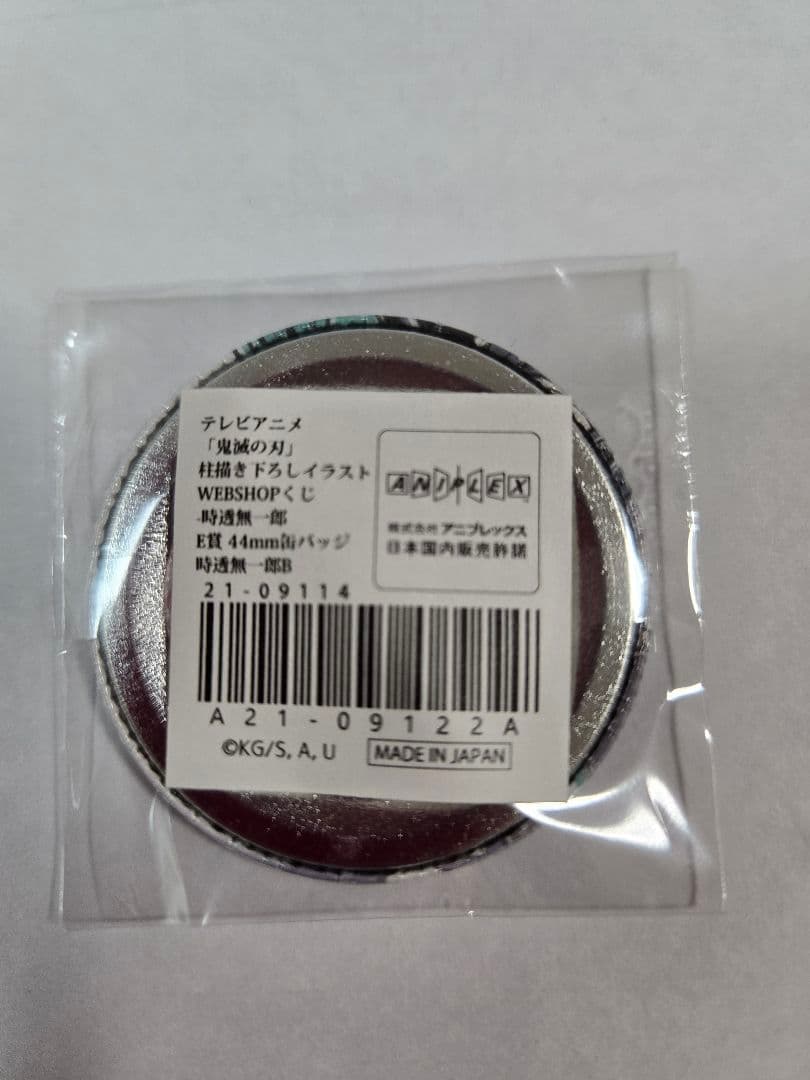 テレビアニメ
「鬼滅の刃」
柱描き下ろしイラスト
WEBSHOPくじ
-時透無一郎
E賞 44mm缶バッジ
時透無一郎B
ANIPLEX
株式会社 アニプレックス
日本国内販売許諾
21-09114
A21-09122A
©KG/S, A, U
MADE IN JAPAN